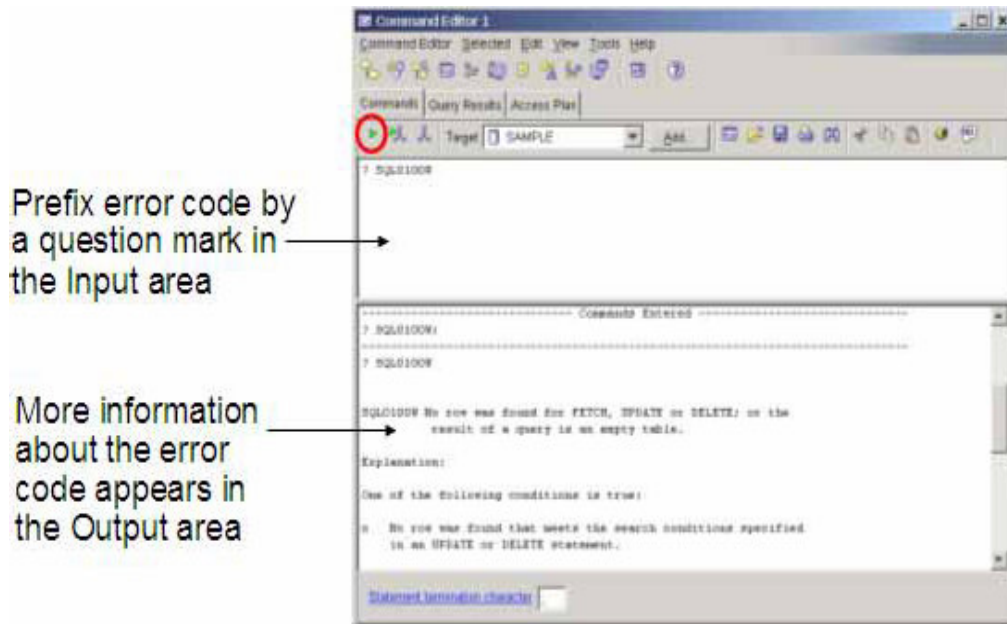 Command Editor 1
Command Editor Selected Edit View Tools Help
Commands Query Results Access Plan
Target SAMPLE Add...
? SQL0100W
Prefix error code by
a question mark in
the Input area
------------------------------ Commands Entered ------------------------------
? SQL0100W;
------------------------------------------------------------------------------
? SQL0100W
SQL0100W No row was found for FETCH, UPDATE or DELETE; or the
result of a query is an empty table.
Explanation:
One of the following conditions is true:
o No row was found that meets the search conditions specified
in an UPDATE or DELETE statement.
More information
about the error
code appears in
the Output area
Statement termination character